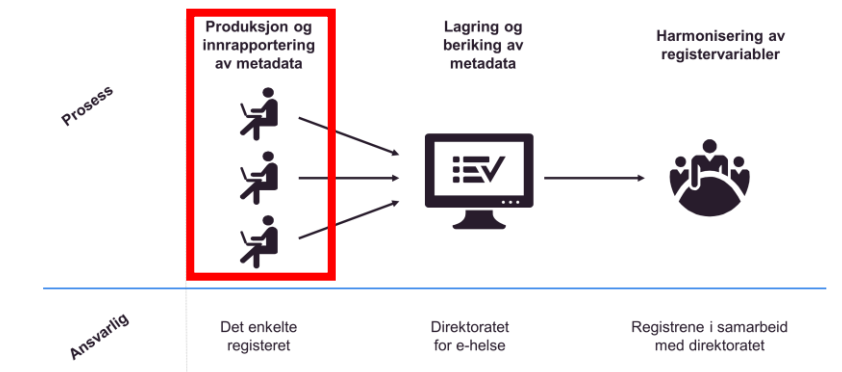 Produksjon og
innrapportering
av metadata
Lagring og
beriking av
metadata
Harmonisering av
registervariabler
Prosess
Ansvarlig
Det enkelte
registeret
Direktoratet
for e-helse
Registrene i samarbeid
med direktoratet